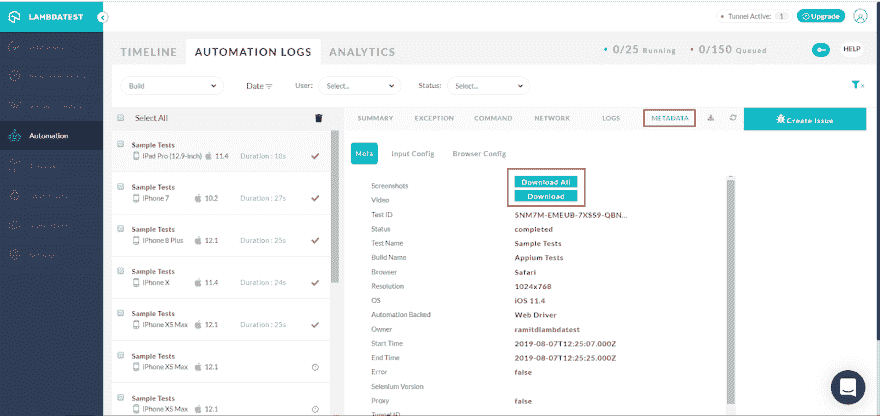 LAMBDATEST
Tunnel Active: 1
Upgrade
TIMELINE
AUTOMATION LOGS
ANALYTICS
0/25 Running
0/150 Queued
HELP
Build
Date
User: Select..
Status: Select..
Automation
Select All
Sample Tests
iPad Pro (12.9-inch) 11.4 Duration : 18s
Sample Tests
iPhone 7 10.2 Duration : 27s
Sample Tests
iPhone 8 Plus 12.1 Duration : 25s
Sample Tests
iPhone X 11.4 Duration : 24s
Sample Tests
iPhone XS Max 12.1 Duration : 25s
Sample Tests
iPhone XS Max 12.1
Sample Tests
iPhone XS Max 12.1
SUMMARY
EXCEPTION
COMMAND
NETWORK
LOGS
METADATA
Create Issue
Meta
Input Config
Browser Config
Screenshots Download All
Video Download
Test ID 5NM7M-EMEUB-7XS59-QBN...
Status completed
Test Name Sample Tests
Build Name Appium Tests
Browser Safari
Resolution 1024x768
OS iOS 11.4
Automation Backed Web Driver
Owner ramitdlambdatest
Start Time 2019-08-07T12:25:07.000Z
End Time 2019-08-07T12:25:25.000Z
Error false
Selenium Version
Proxy false
Tunnel ID